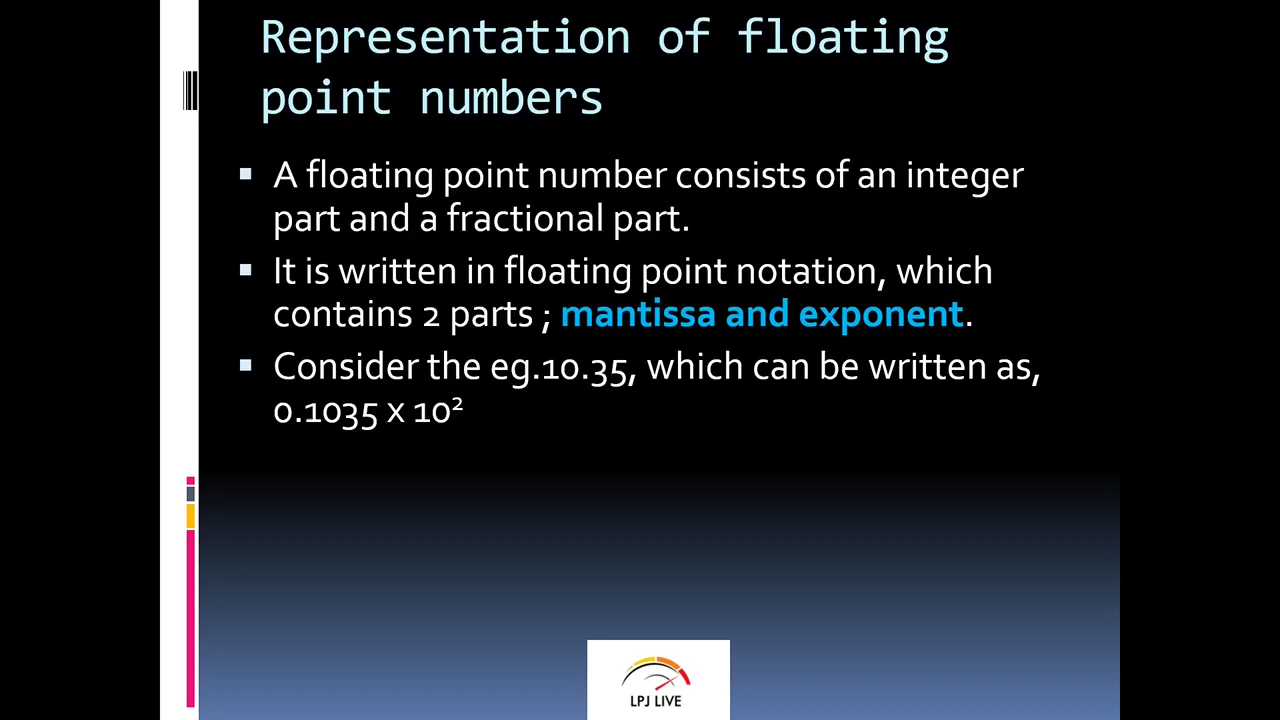 Representation of floating
point numbers
▪ A floating point number consists of an integer
part and a fractional part.
▪ It is written in floating point notation, which
contains 2 parts ; mantissa and exponent.
▪ Consider the eg.10.35, which can be written as,
0.1035 x 10²
LPJ LIVE